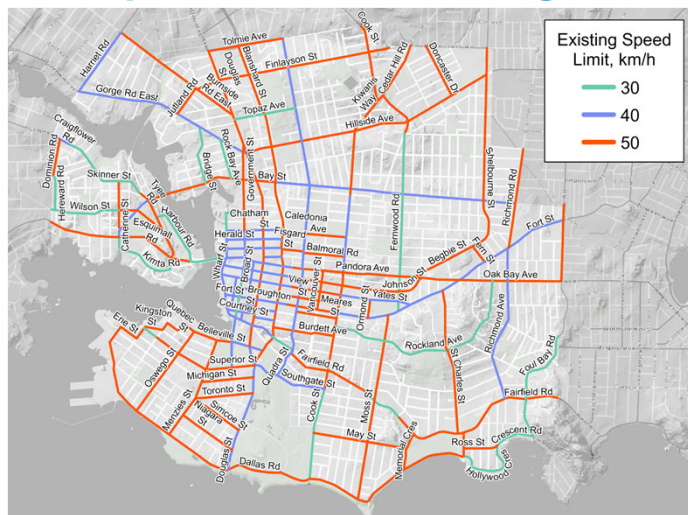 Existing Speed
Limit, km/h
30
40
50
Tolmie Ave
Cook St
Harriet Rd
Douglas St
Blanshard St
Finlayson St
Kiwanis Way
Cedar Hill Rd
Doncaster Dr
Jutland Rd
Burnside
Rd East
Gorge Rd East
Topaz Ave
Hillside Ave
Craigflower
Rd
Dominion Rd
Skinner St
Rock Bay Ave
Bridge St
Government St
Bay St
Shelbourne St
Richmond Rd
Hereward Rd
Wilson St
Tyee
Rd
Harbour Rd
Catherine St
Esquimalt
Rd
Kimta Rd
Chatham
St
Caledonia
Fernwood Rd
Fort St
Herald St
Fisgard Ave
Balmoral Rd
Begbie St
Fern St
Wharf St
Broad St
Pandora Ave
Johnson St
Oak Bay Ave
View St
Vancouver St
Yates St
Fort St
Broughton
St
Meares
St
Ormond St
Courtney St
Kingston
St
Quebec
St
Belleville St
Burdett Ave
Rockland Ave
Richmond Ave
Foul Bay Rd
Erie St
Oswego St
Superior St
Quadra St
Fairfield Rd
St Charles St
Michigan St
Southgate St
Cook St
Moss St
Fairfield Rd
Menzies St
Toronto St
Simcoe St
Niagara
St
May St
Memorial Cres
Ross St
Crescent Rd
Hollywood Cres
Douglas St
Dallas Rd